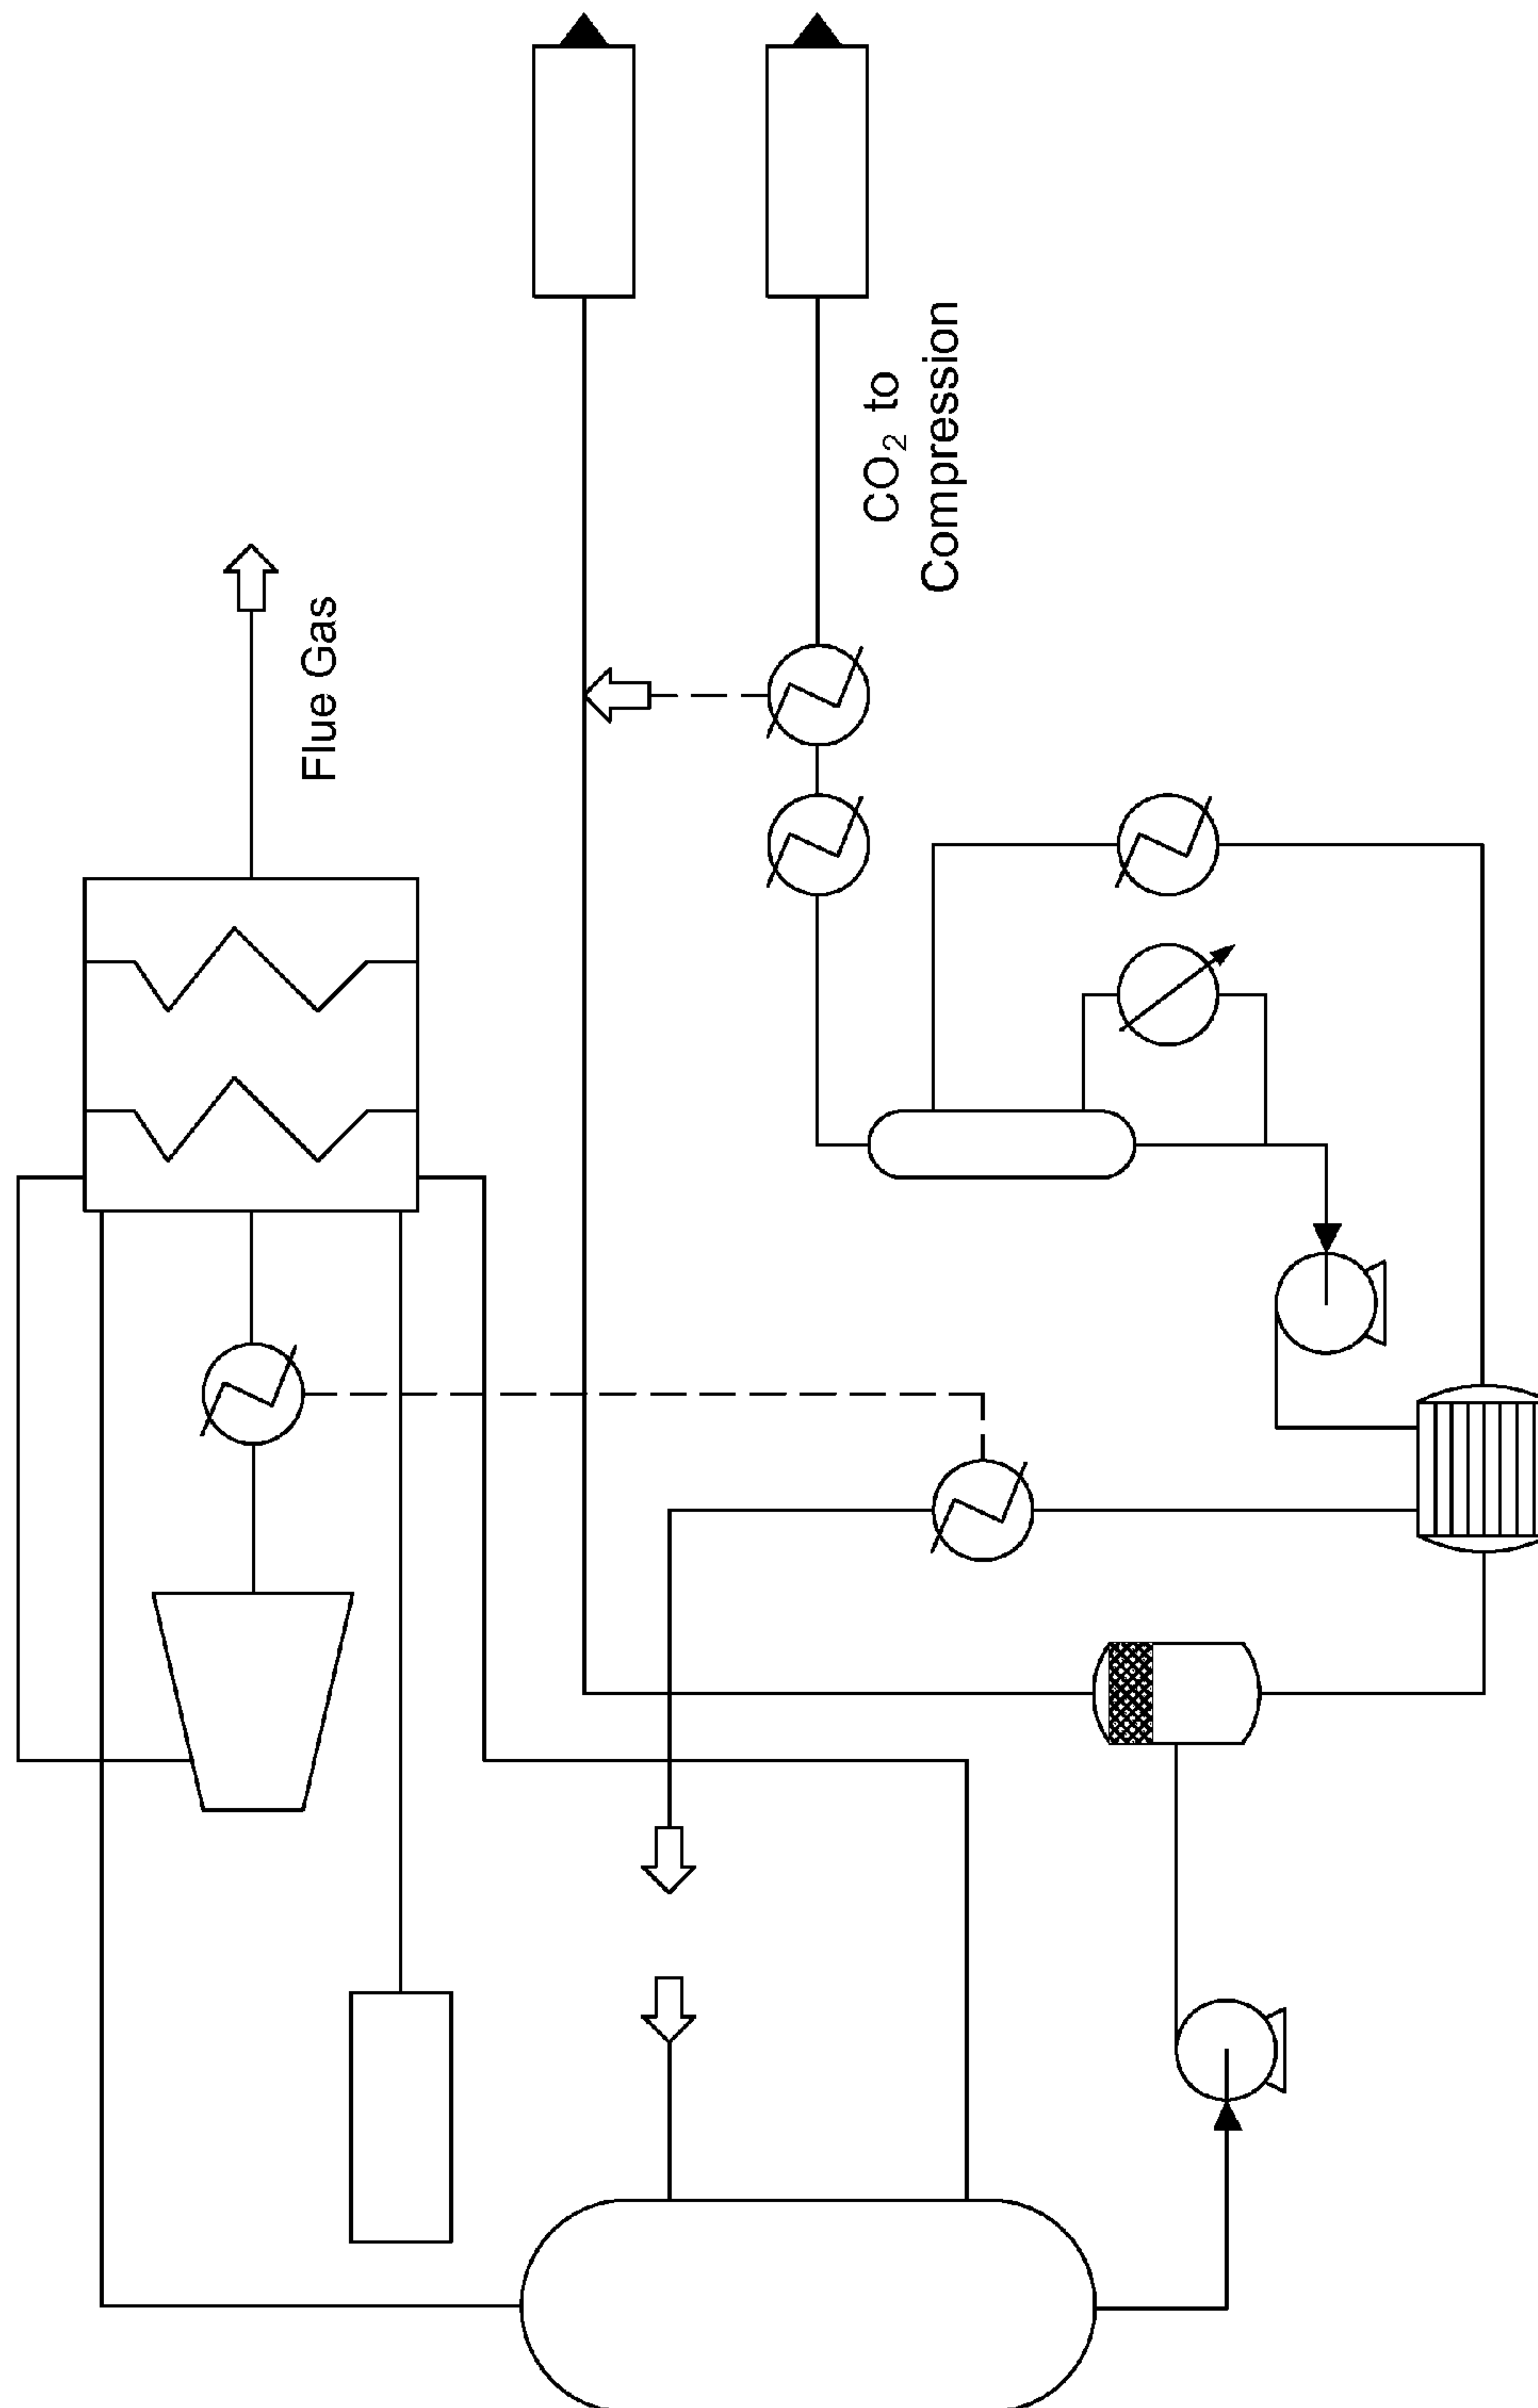 Flue Gas
CO₂ to
Compression